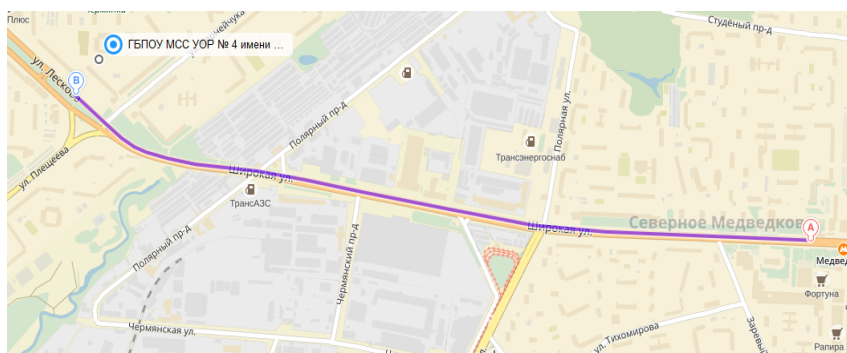 Плюс
ГБПОУ МСС УОР № 4 имени ...
Студёный пр-д
B
ул. Лескова
Полярный пр-д
Полярная ул.
Трансэнергоснаб
ул. Плещеева
Широкая ул.
ТрансАЗС
Северное Медведков
A
Широкая ул.
Медвед
Полярный пр-д
Чермянский пр-д
Фортуна
Чермянская ул.
ул. Тихомирова
Заревый
Рапира